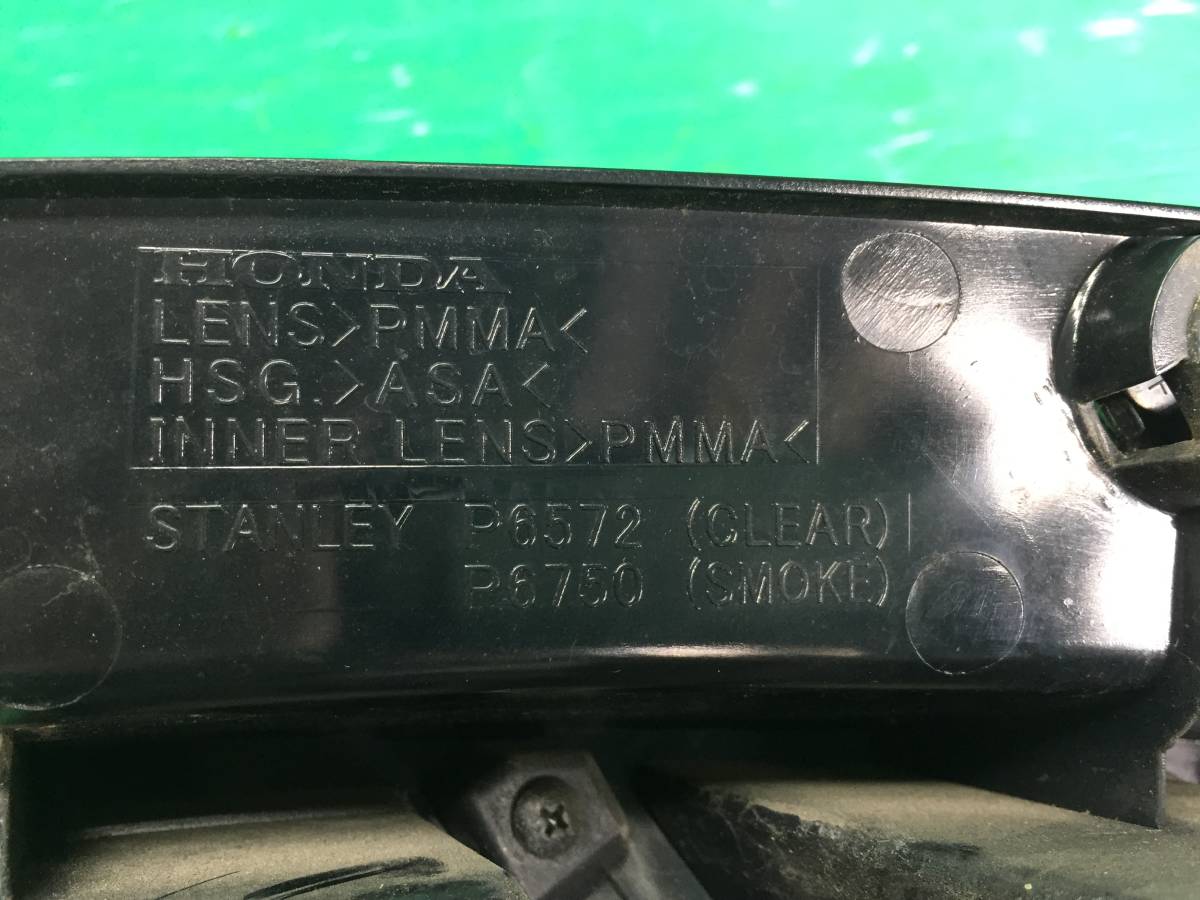 HONDA
LENS>PMMA<
HSG.>ASA<
INNER LENS>PMMA<
STANLEY P6572 (CLEAR)
P6750 (SMOKE)